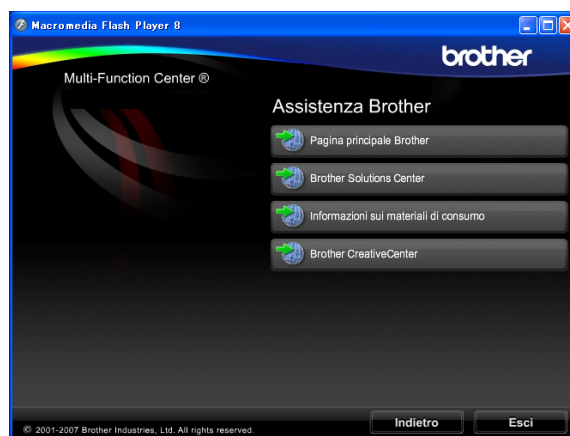 Macromedia Flash Player 8
brother
Multi-Function Center ®
Assistenza Brother
Pagina principale Brother
Brother Solutions Center
Informazioni sui materiali di consumo
Brother CreativeCenter
Indietro
Esci
© 2001-2007 Brother Industries, Ltd. All rights reserved.